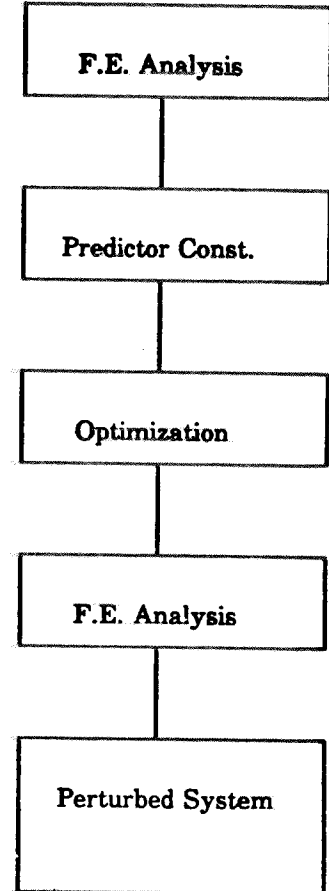 F.E. Analysis
Predictor Const.
Optimization
F.E. Analysis
Perturbed System